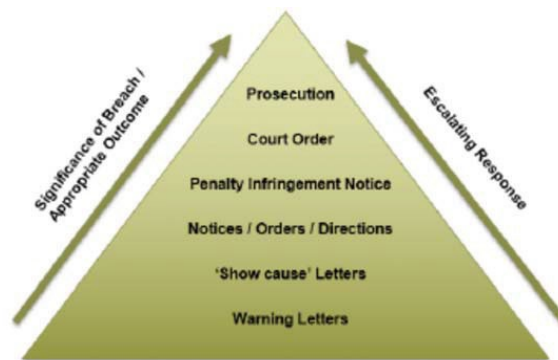 Significance of Breach /
Appropriate Outcome
Escalating Response
Prosecution
Court Order
Penalty Infringement Notice
Notices / Orders / Directions
‘Show cause’ Letters
Warning Letters